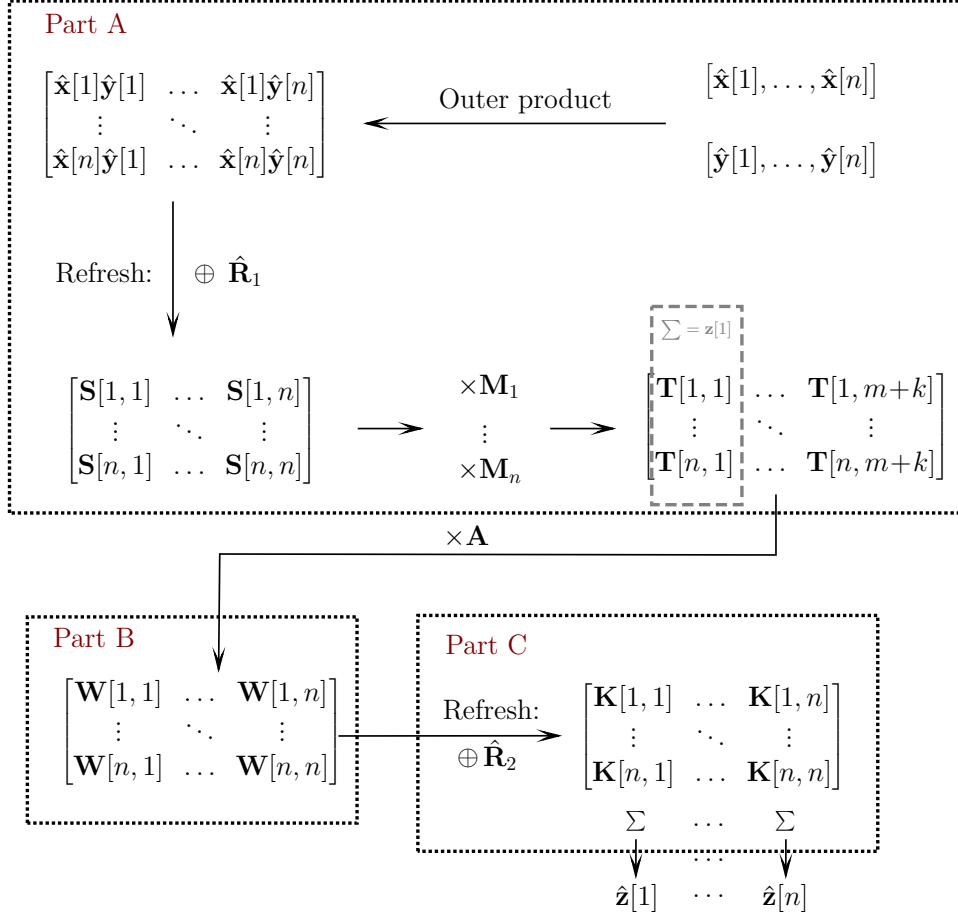 Part A
[x̂[1]ŷ[1] … x̂[1]ŷ[n]]
⋮ ⋱ ⋮
[x̂[n]ŷ[1] … x̂[n]ŷ[n]]
Outer product
[x̂[1], …, x̂[n]]
[ŷ[1], …, ŷ[n]]
Refresh: ⊕ R̂₁
[S[1, 1] … S[1, n]]
⋮ ⋱ ⋮
[S[n, 1] … S[n, n]]
×M₁
⋮
×Mₙ
∑ = z[1]
[T[1, 1] … T[1, m+k]]
⋮ ⋱ ⋮
[T[n, 1] … T[n, m+k]]
×A
Part B
[W[1, 1] … W[1, n]]
⋮ ⋱ ⋮
[W[n, 1] … W[n, n]]
Part C
Refresh:
⊕ R̂₂
[K[1, 1] … K[1, n]]
⋮ ⋱ ⋮
[K[n, 1] … K[n, n]]
∑ ⋯ ∑
⋯
ẑ[1] ⋯ ẑ[n]